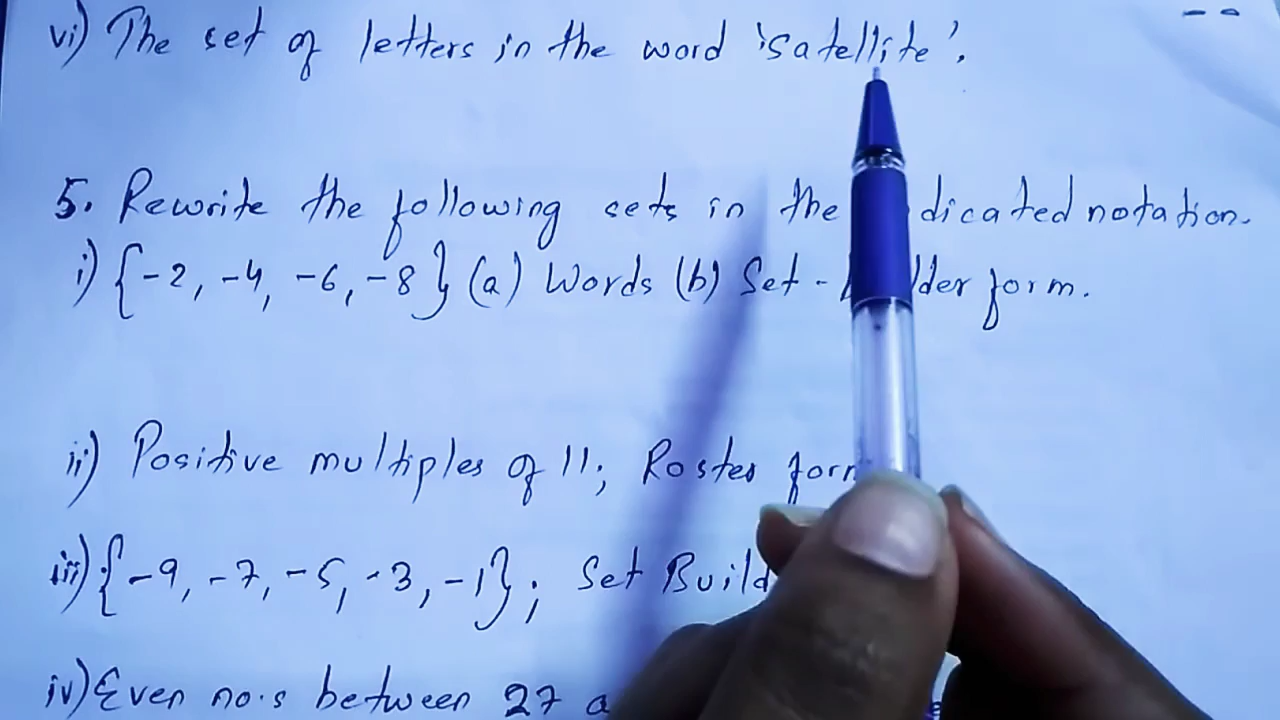 vi) The set of letters in the word 'satellite'.
5. Rewrite the following sets in the dicated notation.
i) {-2, -4, -6, -8} (a) Words (b) Set - lder form.
ii) Positive multiples of 11; Roster form
iii) {-9, -7, -5, -3, -1}; Set Build
iv) Even no.s between 27 a